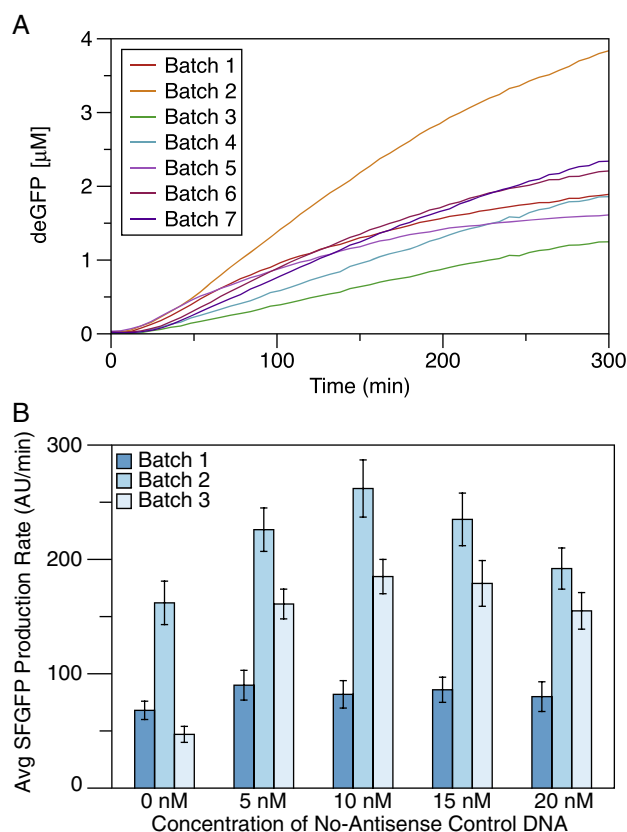 A
4
3
2
1
0
deGFP [μM]
Batch 1
Batch 2
Batch 3
Batch 4
Batch 5
Batch 6
Batch 7
0
100
200
300
Time (min)
B
300
200
100
0
Avg SFGFP Production Rate (AU/min)
Batch 1
Batch 2
Batch 3
0 nM
5 nM
10 nM
15 nM
20 nM
Concentration of No-Antisense Control DNA